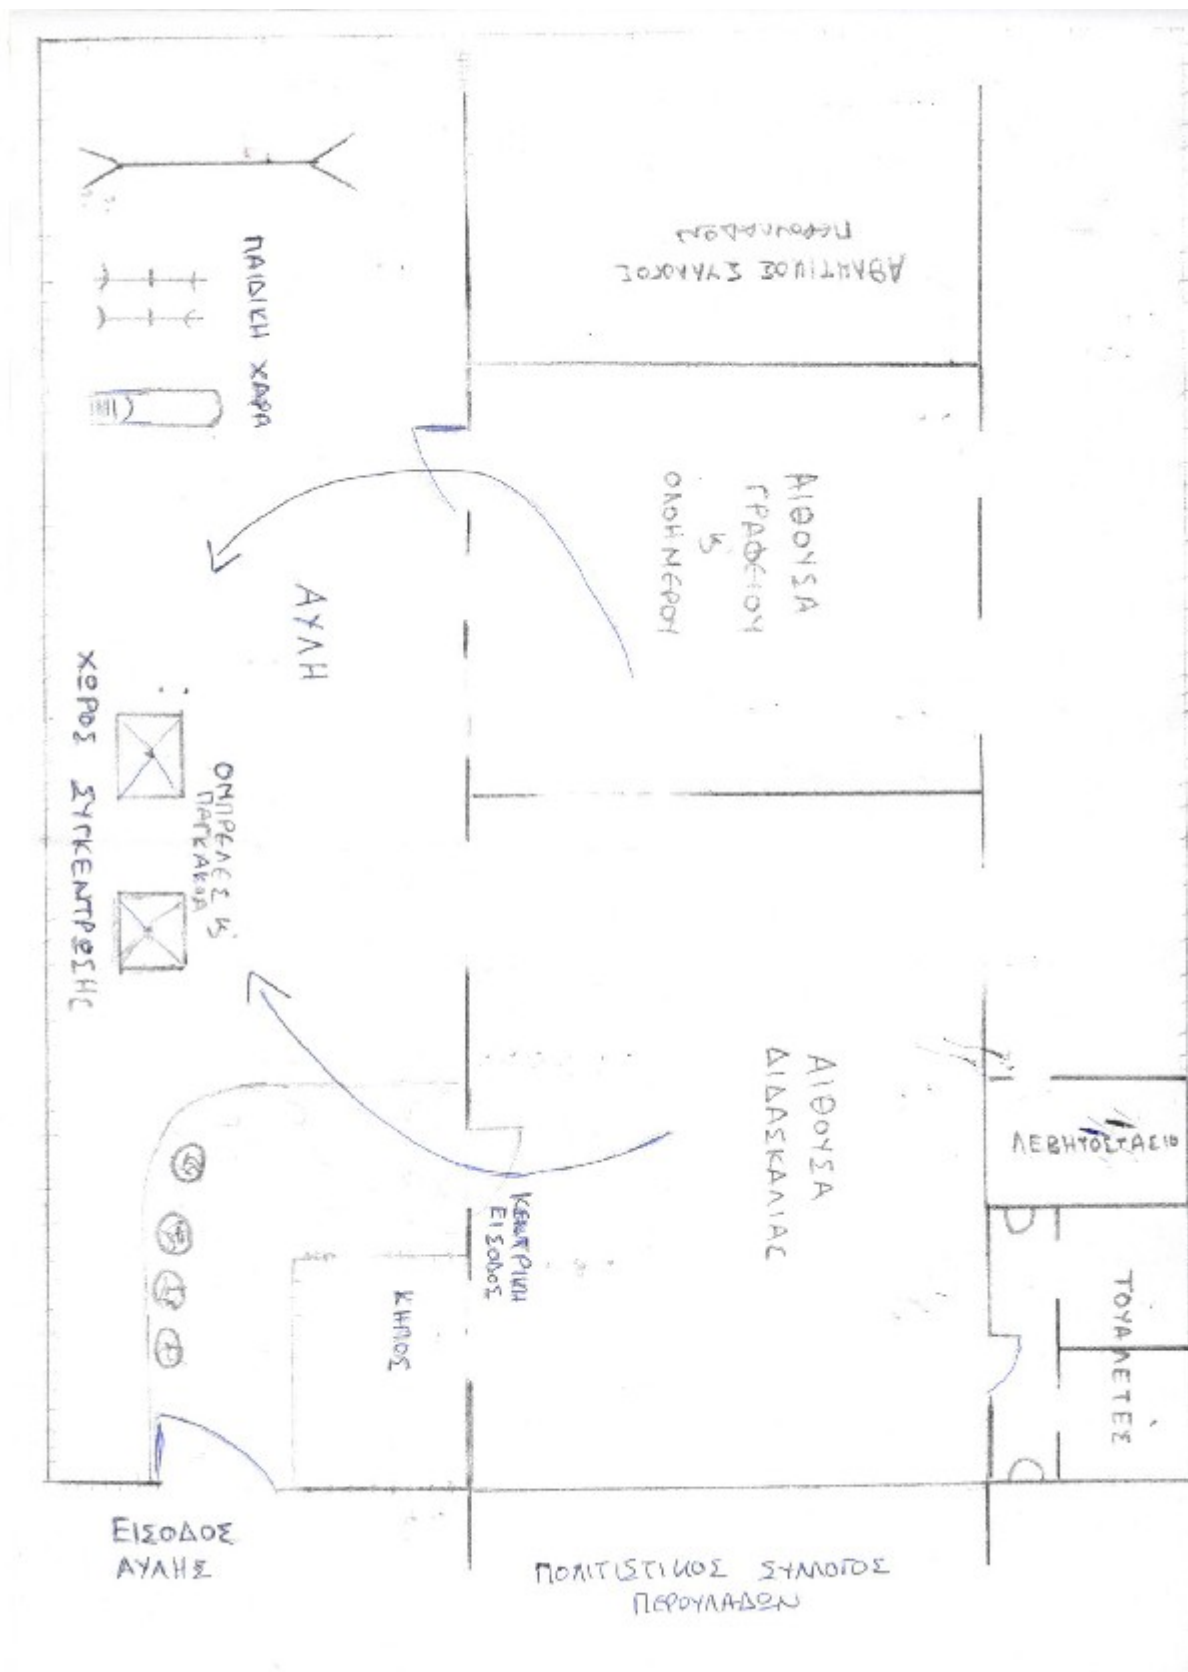 ΑΘΛΗΤΙΚΟΣ ΣΥΛΛΟΓΟΣ
ΠΕΡΟΥΛΑΔΩΝ
ΠΑΙΔΙΚΗ ΧΑΡΑ
ΑΙΘΟΥΣΑ
ΓΡΑΦΕΙΟΥ
Κ
ΟΛΟΗΜΕΡΟΥ
ΑΥΛΗ
ΟΜΠΡΕΛΕΣ Κ
ΠΑΓΚΑΚΙΑ
ΧΩΡΟΣ ΣΥΓΚΕΝΤΡΩΣΗΣ
ΑΙΘΟΥΣΑ
ΔΙΔΑΣΚΑΛΙΑΣ
ΛΕΒΗΤΟΣΤΑΣΙΟ
ΚΕΝΤΡΙΚΗ
ΕΙΣΟΔΟΣ
ΚΗΠΟΣ
ΤΟΥΑΛΕΤΕΣ
ΕΙΣΟΔΟΣ
ΑΥΛΗΣ
ΠΟΛΙΤΙΣΤΙΚΟΣ ΣΥΛΛΟΓΟΣ
ΠΕΡΟΥΛΑΔΩΝ